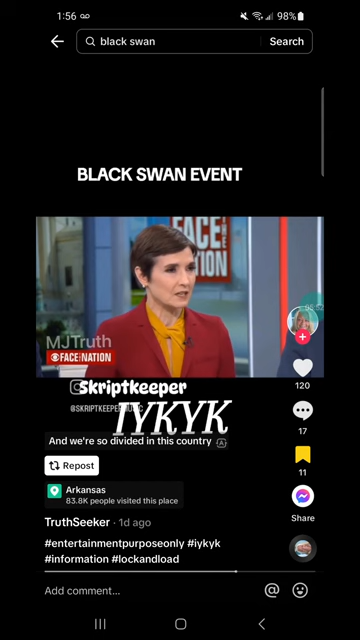 1:56
98%
black swan
Search
BLACK SWAN EVENT
FACE
THE
NATION
MJTruth
FACE THE NATION
Skriptkeeper
@SKRIPTKEEPERMUSIC
IYKYK
And we're so divided in this country
Repost
Arkansas
83.8K people visited this place
TruthSeeker · 1d ago
#entertainmentpurposeonly #iykyk
#information #lockandload
120
17
11
Share
Add comment...